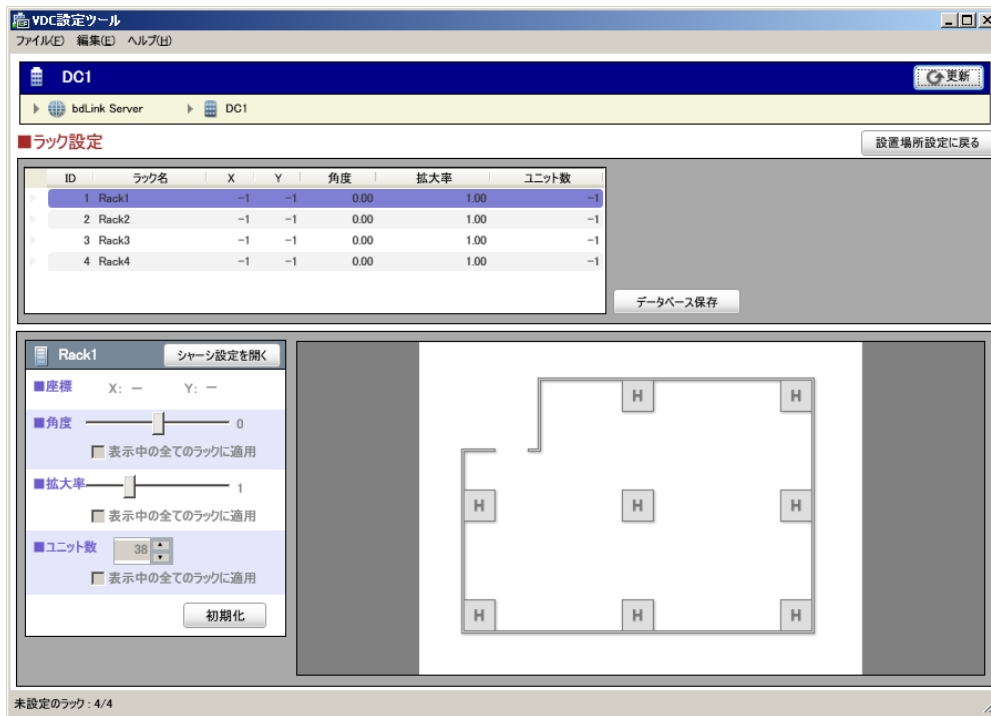 VDC設定ツール
ファイル(F) 編集(E) ヘルプ(H)
DC1 更新
bdLink Server DC1
■ラック設定 設置場所設定に戻る
ID ラック名 X Y 角度 拡大率 ユニット数
1 Rack1 -1 -1 0.00 1.00 -1
2 Rack2 -1 -1 0.00 1.00 -1
3 Rack3 -1 -1 0.00 1.00 -1
4 Rack4 -1 -1 0.00 1.00 -1
データベース保存
Rack1 シャーシ設定を開く
■座標 X: — Y: —
■角度 0
表示中の全てのラックに適用
■拡大率 1
表示中の全てのラックに適用
■ユニット数 38
表示中の全てのラックに適用
初期化
H H
H H H
H H H
未設定のラック : 4/4